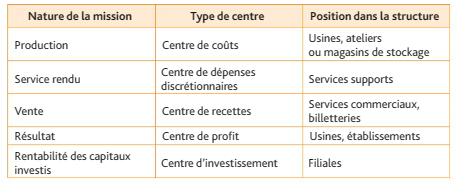 Nature de la mission Type de centre Position dans la structure
Production Centre de coûts Usines, ateliers
ou magasins de stockage
Service rendu Centre de dépenses
discrétionnaires Services supports
Vente Centre de recettes Services commerciaux,
billetteries
Résultat Centre de profit Usines, établissements
Rentabilité des capitaux
investis Centre d'investissement Filiales